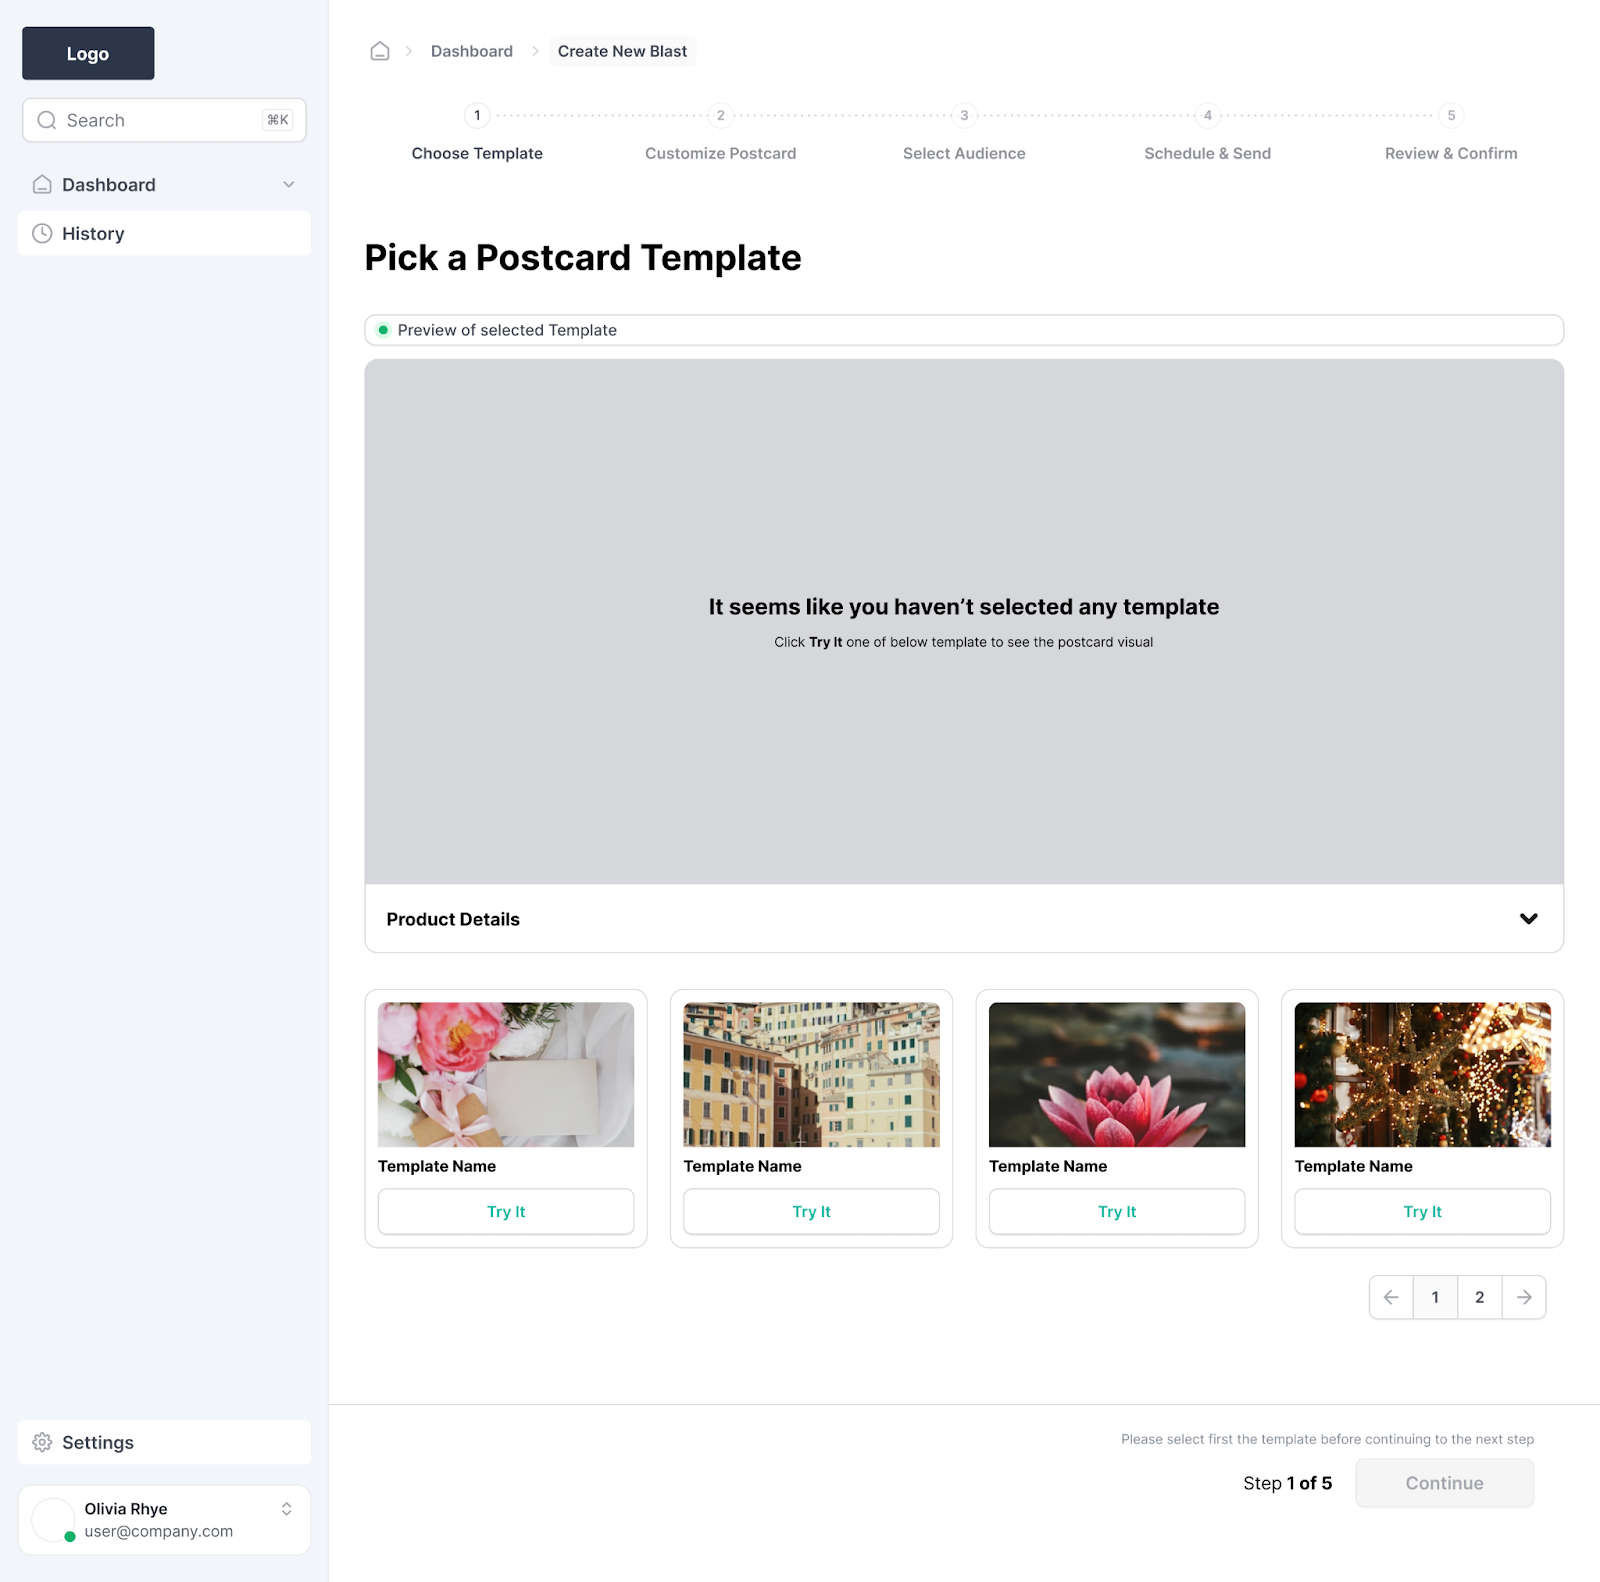 Logo
Search ⌘K
Dashboard
History
Settings
Olivia Rhye
user@company.com
Dashboard Create New Blast
1 2 3 4 5
Choose Template Customize Postcard Select Audience Schedule & Send Review & Confirm
Pick a Postcard Template
Preview of selected Template
It seems like you haven’t selected any template
Click Try It one of below template to see the postcard visual
Product Details
Template Name Template Name Template Name Template Name
Try It Try It Try It Try It
1 2
Please select first the template before continuing to the next step
Step 1 of 5 Continue